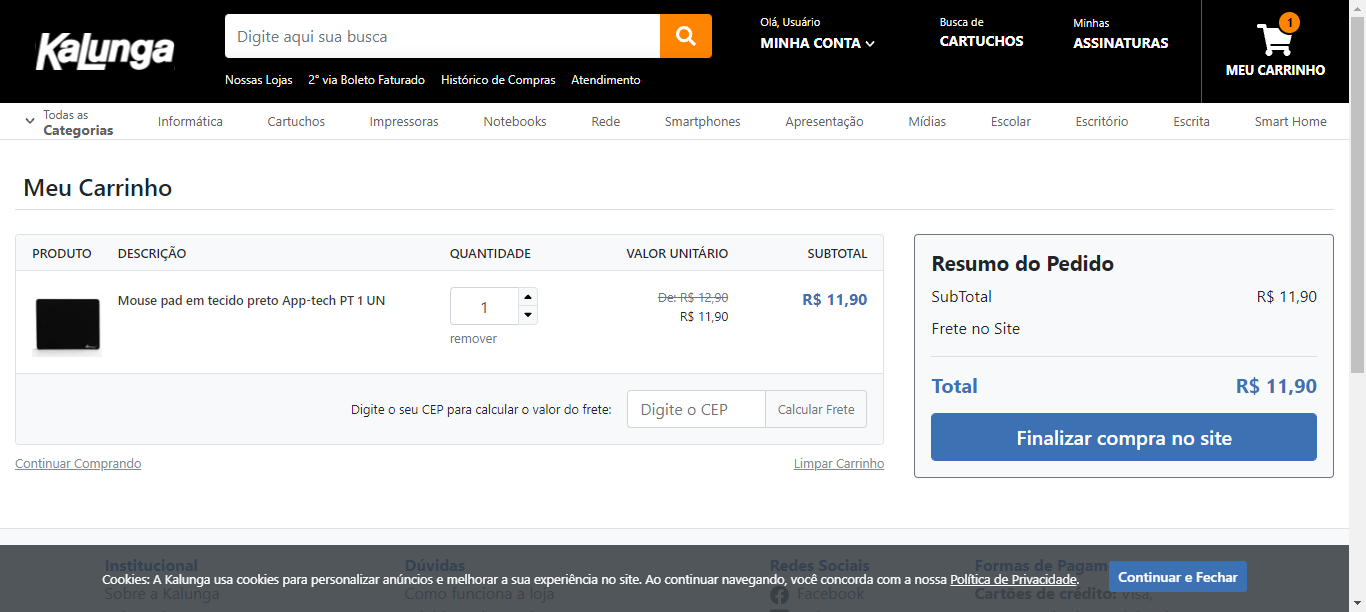 Kalunga
Digite aqui sua busca
Nossas Lojas 2° via Boleto Faturado Histórico de Compras Atendimento
Olá, Usuário
MINHA CONTA
Busca de
CARTUCHOS
Minhas
ASSINATURAS
1
MEU CARRINHO
Todas as
Categorias
Informática Cartuchos Impressoras Notebooks Rede Smartphones Apresentação Mídias Escolar Escritório Escrita Smart Home
Meu Carrinho
PRODUTO DESCRIÇÃO QUANTIDADE VALOR UNITÁRIO SUBTOTAL
Mouse pad em tecido preto App-tech PT 1 UN
1
remover
De: R$ 12,90
R$ 11,90
R$ 11,90
Digite o seu CEP para calcular o valor do frete: Digite o CEP Calcular Frete
Continuar Comprando Limpar Carrinho
Resumo do Pedido
SubTotal R$ 11,90
Frete no Site
Total R$ 11,90
Finalizar compra no site
Institucional Dúvidas Redes Sociais Formas de Pagam
Cookies: A Kalunga usa cookies para personalizar anúncios e melhorar a sua experiência no site. Ao continuar navegando, você concorda com a nossa Política de Privacidade. Continuar e Fechar
Sobre a Kalunga Como funciona a loja Facebook Cartões de crédito: Visa,